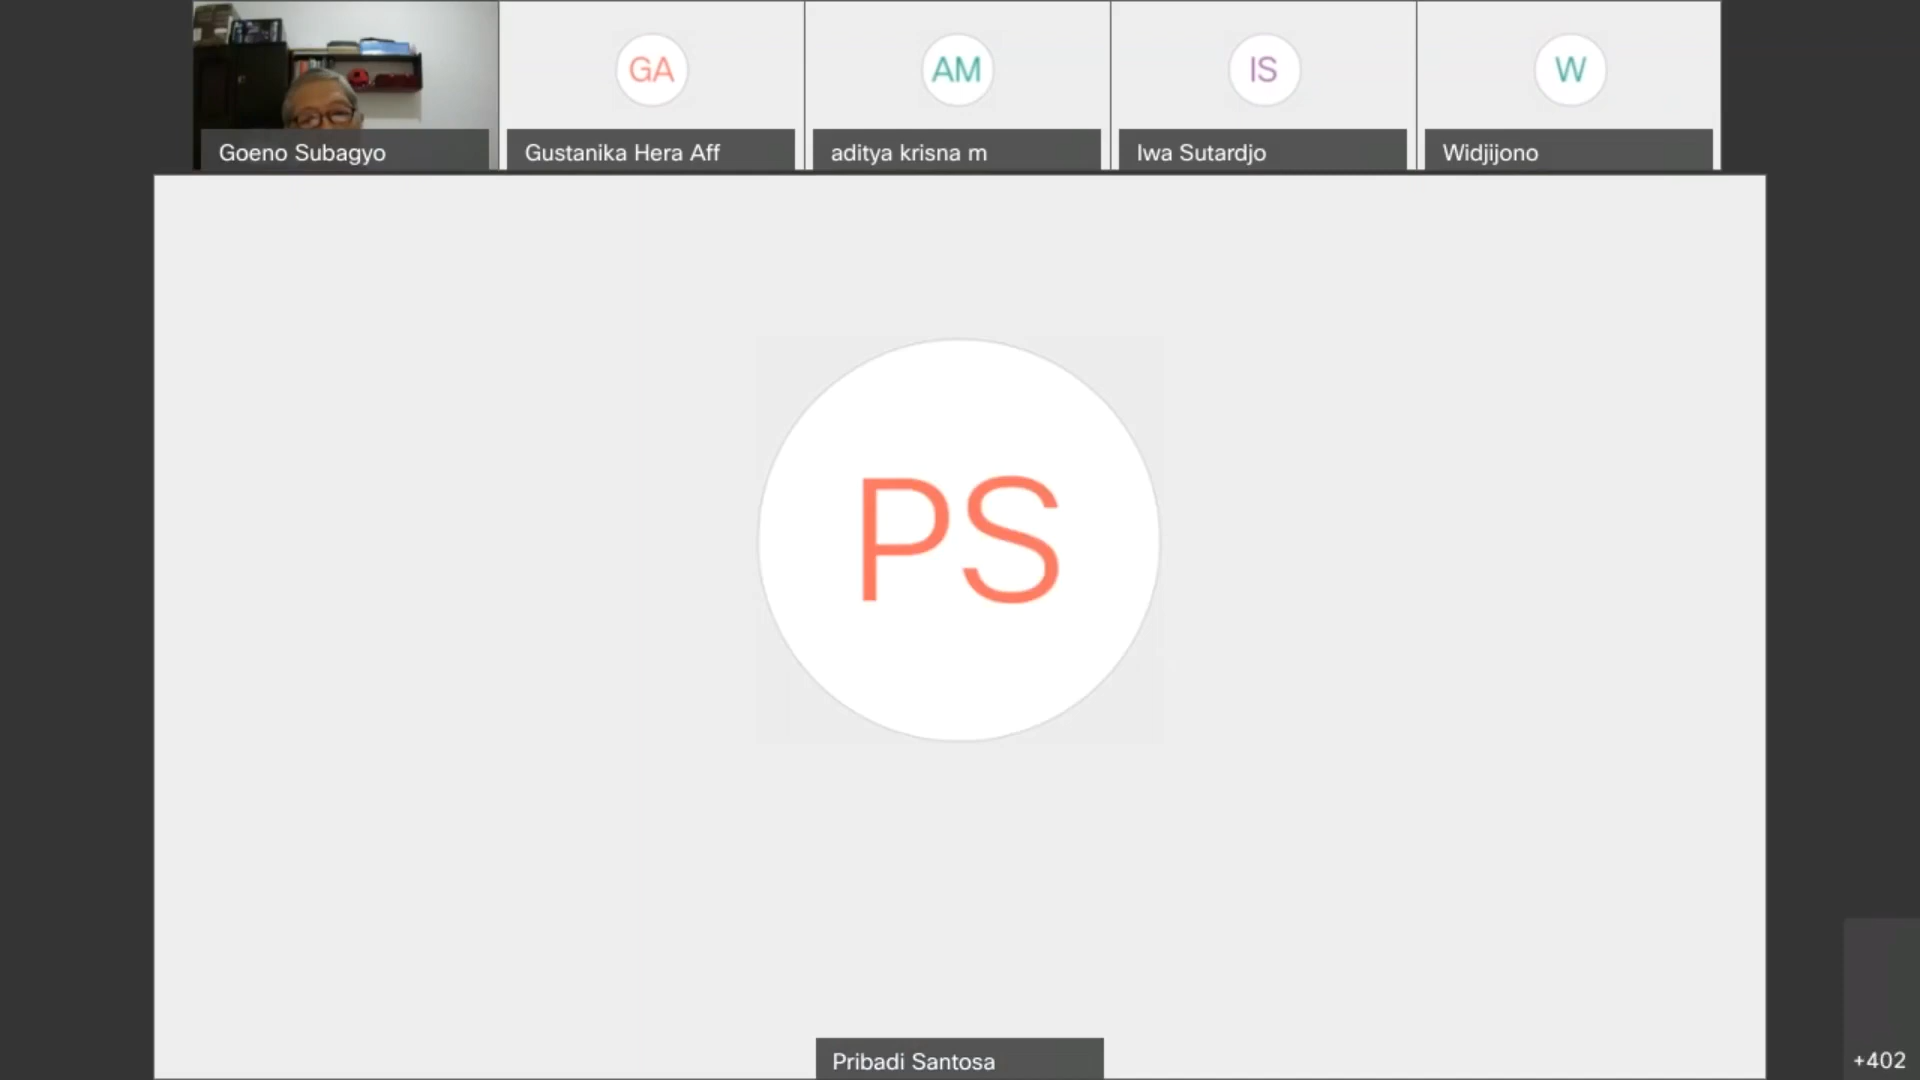 GA
AM
IS
W
Goeno Subagyo
Gustanika Hera Aff
aditya krisna m
Iwa Sutardjo
Widjijono
PS
Pribadi Santosa
+402